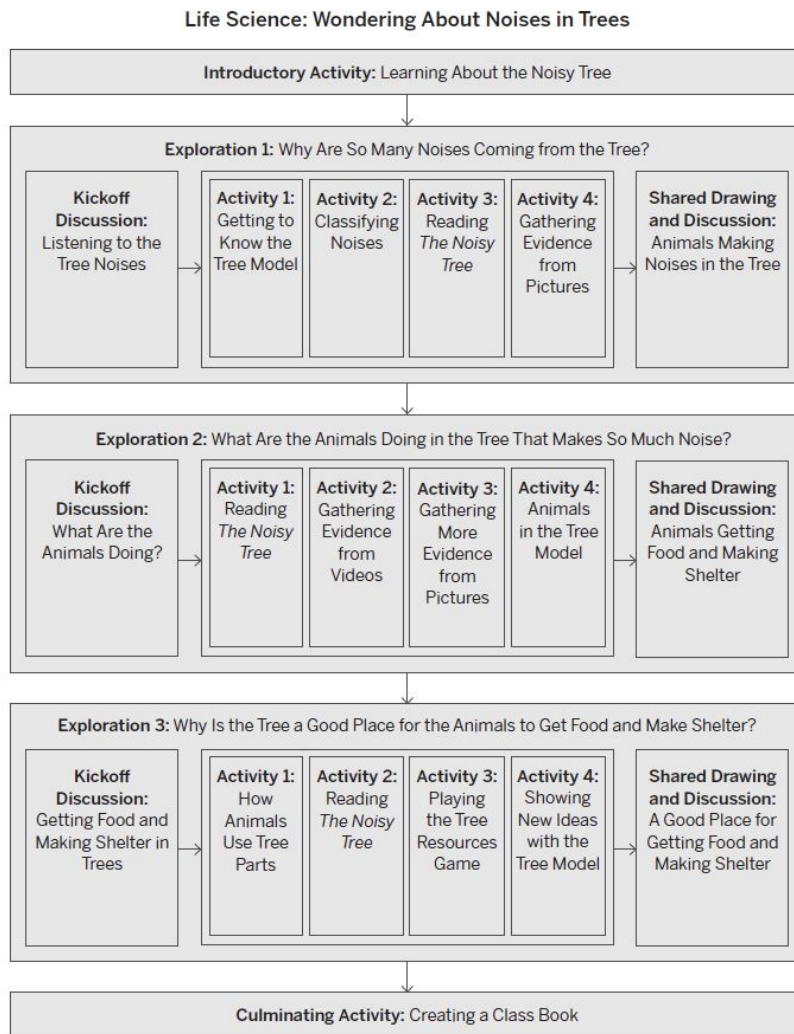 Life Science: Wondering About Noises in Trees
Introductory Activity: Learning About the Noisy Tree
Exploration 1: Why Are So Many Noises Coming from the Tree?
Kickoff
Discussion:
Listening to the
Tree Noises
Activity 1:
Getting to
Know the
Tree Model
Activity 2:
Classifying
Noises
Activity 3:
Reading
The Noisy
Tree
Activity 4:
Gathering
Evidence
from
Pictures
Shared Drawing
and Discussion:
Animals Making
Noises in the Tree
Exploration 2: What Are the Animals Doing in the Tree That Makes So Much Noise?
Kickoff
Discussion:
What Are the
Animals Doing?
Activity 1:
Reading
The Noisy
Tree
Activity 2:
Gathering
Evidence
from
Videos
Activity 3:
Gathering
More
Evidence
from
Pictures
Activity 4:
Animals
in the Tree
Model
Shared Drawing
and Discussion:
Animals Getting
Food and Making
Shelter
Exploration 3: Why Is the Tree a Good Place for the Animals to Get Food and Make Shelter?
Kickoff
Discussion:
Getting Food and
Making Shelter in
Trees
Activity 1:
How
Animals
Use Tree
Parts
Activity 2:
Reading
The Noisy
Tree
Activity 3:
Playing
the Tree
Resources
Game
Activity 4:
Showing
New Ideas
with the
Tree Model
Shared Drawing
and Discussion:
A Good Place for
Getting Food and
Making Shelter
Culminating Activity: Creating a Class Book